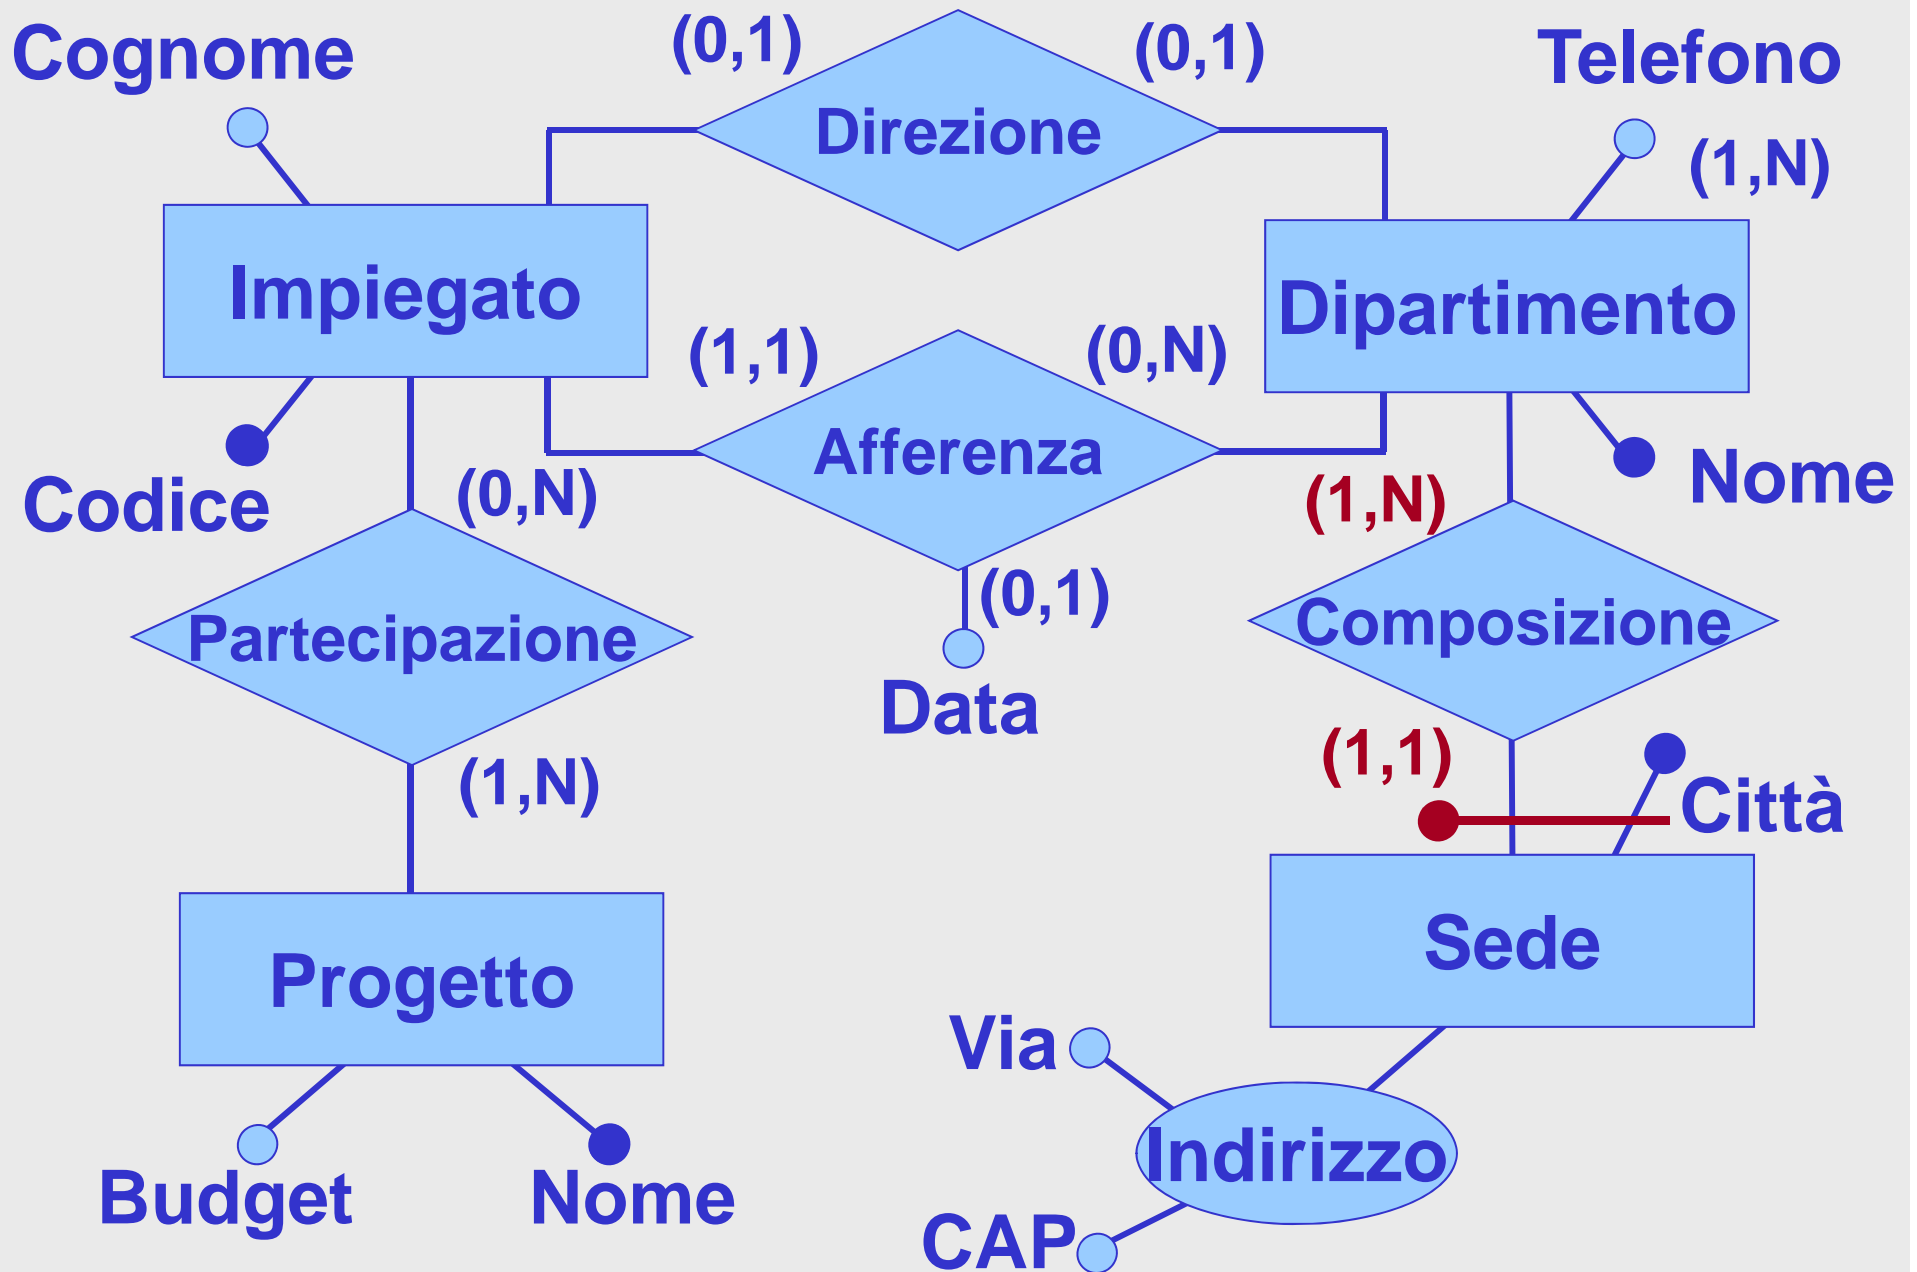 Cognome
(0,1)
(0,1)
Telefono
Direzione
(1,N)
Impiegato
Dipartimento
(1,1)
(0,N)
Afferenza
Codice
(0,N)
(1,N)
Nome
Partecipazione
(0,1)
Composizione
Data
(1,N)
(1,1)
Città
Progetto
Sede
Via
Indirizzo
Budget
Nome
CAP